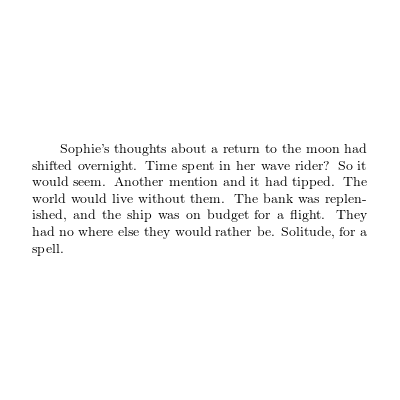 Sophie's thoughts about a return to the moon had
shifted overnight. Time spent in her wave rider? So it
would seem. Another mention and it had tipped. The
world would live without them. The bank was replen-
ished, and the ship was on budget for a flight. They
had no where else they would rather be. Solitude, for a
spell.